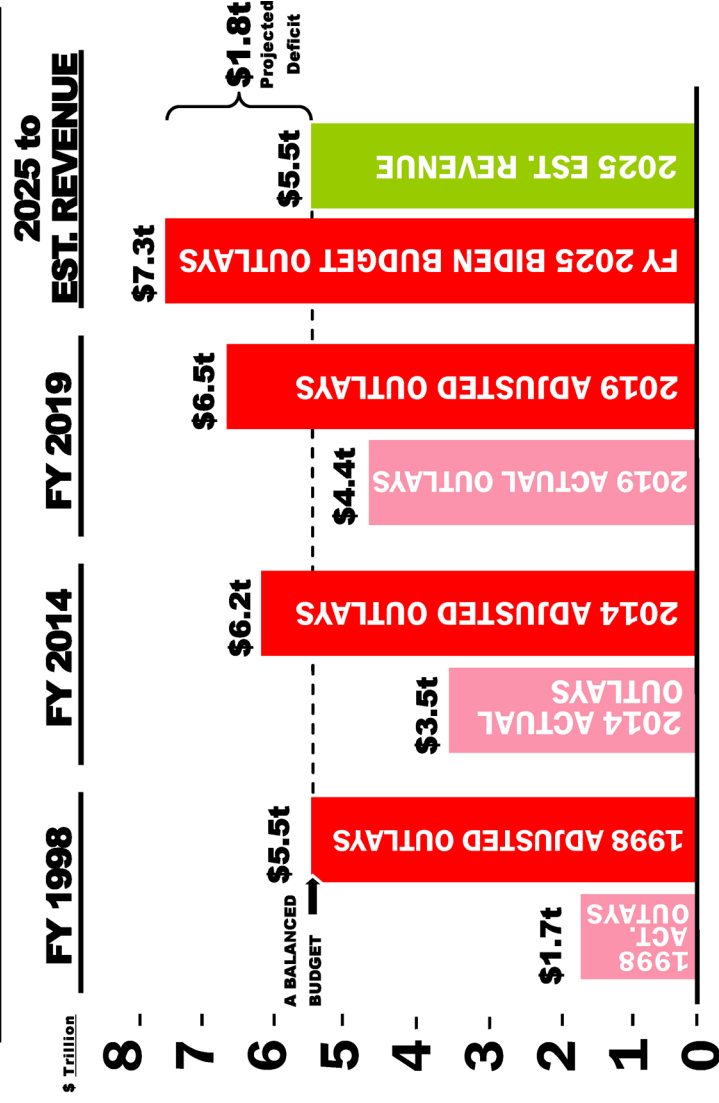 $ Trillion
FY 1998
FY 2014
FY 2019
2025 to
EST. REVENUE
8
7
6
5
4
3
2
1
0
A BALANCED
BUDGET
$1.7t
1998
ACT.
OUTAYS
$5.5t
1998 ADJUSTED OUTLAYS
$3.5t
2014 ACTUAL
OUTLAYS
$6.2t
2014 ADJUSTED OUTLAYS
$4.4t
2019 ACTUAL OUTLAYS
$6.5t
2019 ADJUSTED OUTLAYS
$7.3t
FY 2025 BIDEN BUDGET OUTLAYS
$5.5t
2025 EST. REVENUE
$1.8t
Projected
Deficit